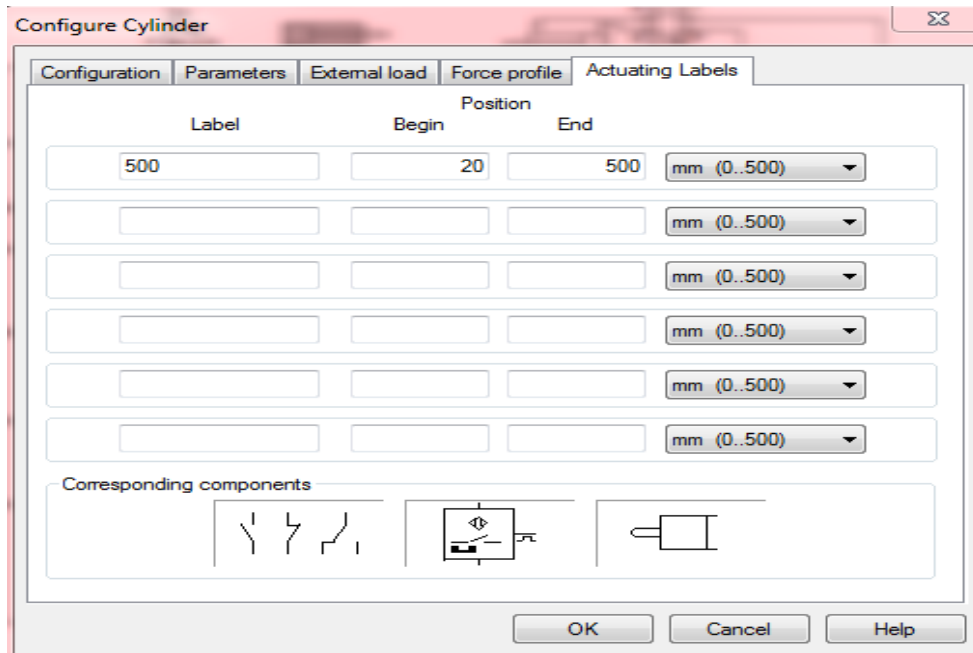 Configure Cylinder
Configuration Parameters External load Force profile Actuating Labels
Position
Label Begin End
500 20 500 mm (0..500)
mm (0..500)
mm (0..500)
mm (0..500)
mm (0..500)
mm (0..500)
Corresponding components
OK Cancel Help